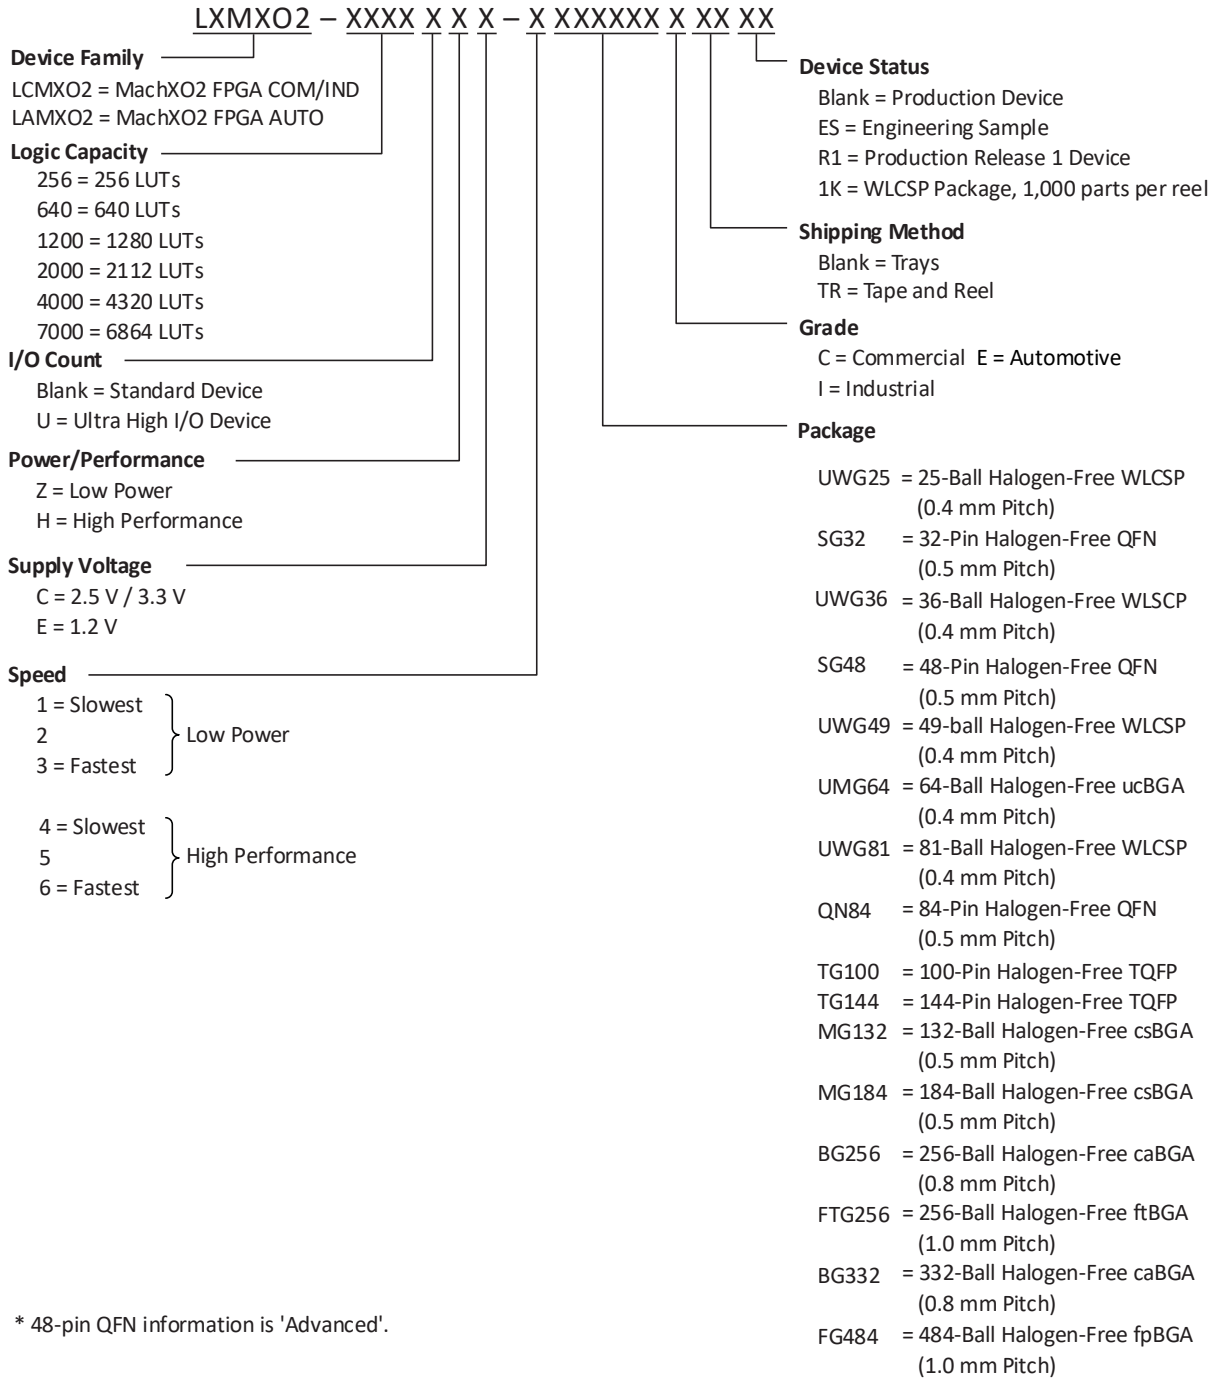 LXMXO2 – XXXX X X X – X XXXXXX X XX XX
Device Family
LCMXO2 = MachXO2 FPGA COM/IND
LAMXO2 = MachXO2 FPGA AUTO
Logic Capacity
256 = 256 LUTs
640 = 640 LUTs
1200 = 1280 LUTs
2000 = 2112 LUTs
4000 = 4320 LUTs
7000 = 6864 LUTs
I/O Count
Blank = Standard Device
U = Ultra High I/O Device
Power/Performance
Z = Low Power
H = High Performance
Supply Voltage
C = 2.5 V / 3.3 V
E = 1.2 V
Speed
1 = Slowest
2
3 = Fastest
Low Power
4 = Slowest
5
6 = Fastest
High Performance
* 48-pin QFN information is 'Advanced'.
Device Status
Blank = Production Device
ES = Engineering Sample
R1 = Production Release 1 Device
1K = WLCSP Package, 1,000 parts per reel
Shipping Method
Blank = Trays
TR = Tape and Reel
Grade
C = Commercial E = Automotive
I = Industrial
Package
UWG25 = 25-Ball Halogen-Free WLCSP
(0.4 mm Pitch)
SG32 = 32-Pin Halogen-Free QFN
(0.5 mm Pitch)
UWG36 = 36-Ball Halogen-Free WLSCP
(0.4 mm Pitch)
SG48 = 48-Pin Halogen-Free QFN
(0.5 mm Pitch)
UWG49 = 49-ball Halogen-Free WLCSP
(0.4 mm Pitch)
UMG64 = 64-Ball Halogen-Free ucBGA
(0.4 mm Pitch)
UWG81 = 81-Ball Halogen-Free WLCSP
(0.4 mm Pitch)
QN84 = 84-Pin Halogen-Free QFN
(0.5 mm Pitch)
TG100 = 100-Pin Halogen-Free TQFP
TG144 = 144-Pin Halogen-Free TQFP
MG132 = 132-Ball Halogen-Free csBGA
(0.5 mm Pitch)
MG184 = 184-Ball Halogen-Free csBGA
(0.5 mm Pitch)
BG256 = 256-Ball Halogen-Free caBGA
(0.8 mm Pitch)
FTG256 = 256-Ball Halogen-Free ftBGA
(1.0 mm Pitch)
BG332 = 332-Ball Halogen-Free caBGA
(0.8 mm Pitch)
FG484 = 484-Ball Halogen-Free fpBGA
(1.0 mm Pitch)